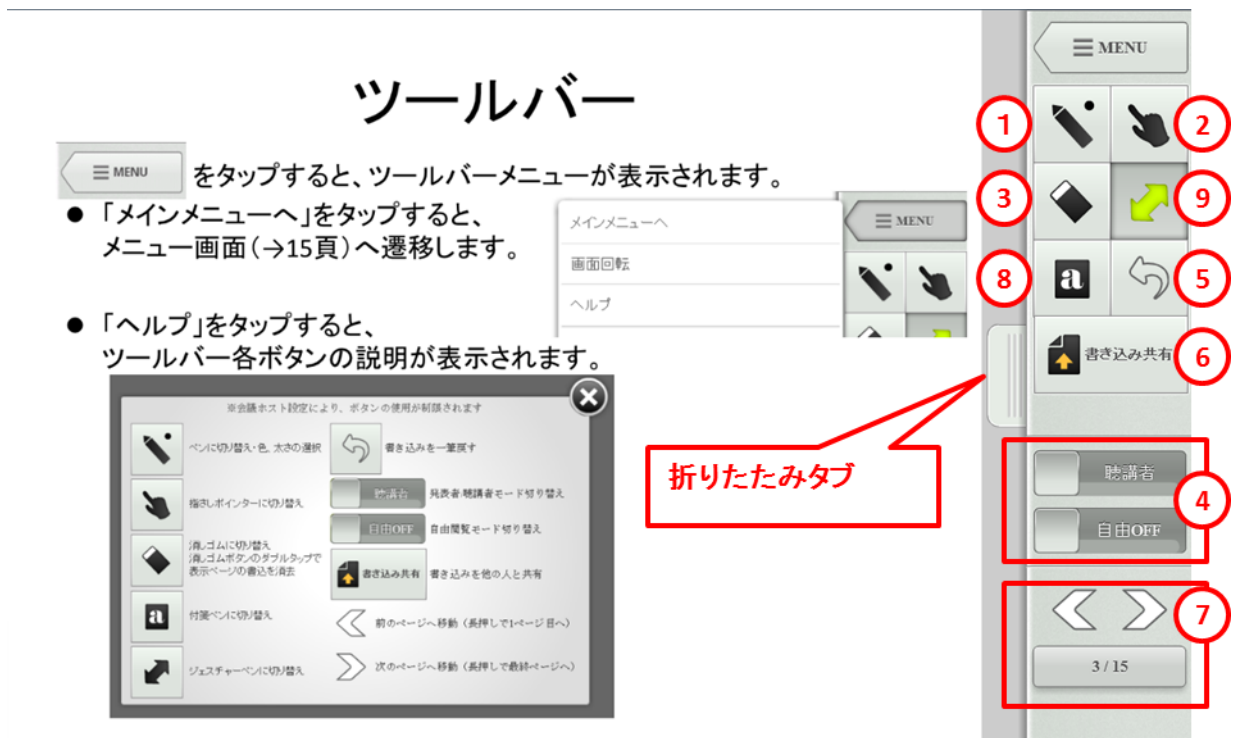 ツールバー
MENU をタップすると、ツールバーメニューが表示されます。
● 「メインメニューへ」をタップすると、
メニュー画面(→15頁)へ遷移します。
メインメニューへ
画面回転
ヘルプ
MENU
● 「ヘルプ」をタップすると、
ツールバー各ボタンの説明が表示されます。
※会議ホスト設定により、ボタンの使用が制限されます
ペンに切り替え・色、太さの選択
指さしポインターに切り替え
消しゴムに切り替え
消しゴムボタンのダブルタップで
表示ページの書込を消去
a 付箋ペンに切り替え
ジェスチャーペンに切り替え
書き込みを一筆戻す
聴講者 発表者・聴講者モード切り替え
自由OFF 自由閲覧モード切り替え
書き込み共有 書き込みを他の人と共有
前のページへ移動(長押しで1ページ目へ)
次のページへ移動(長押しで最終ページへ)
折りたたみタブ
MENU
1
2
3
9
8
a
5
書き込み共有
6
聴講者
4
自由OFF
7
3 / 15